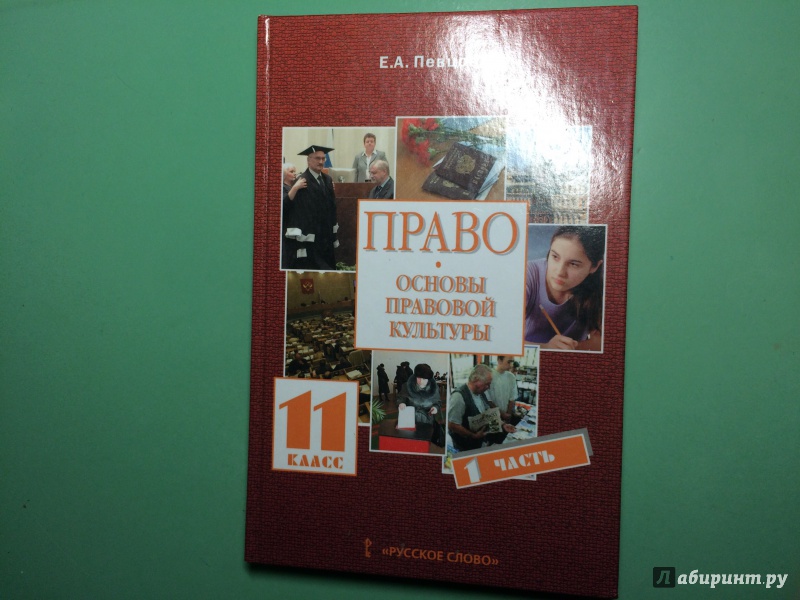 Е.А.
ПРАВО
ОСНОВЫ
ПРАВОВОЙ
КУЛЬТУРЫ
11
КЛАСС
1 ЧАСТЬ
«РУССКОЕ СЛОВО»
Лабиринт.ру